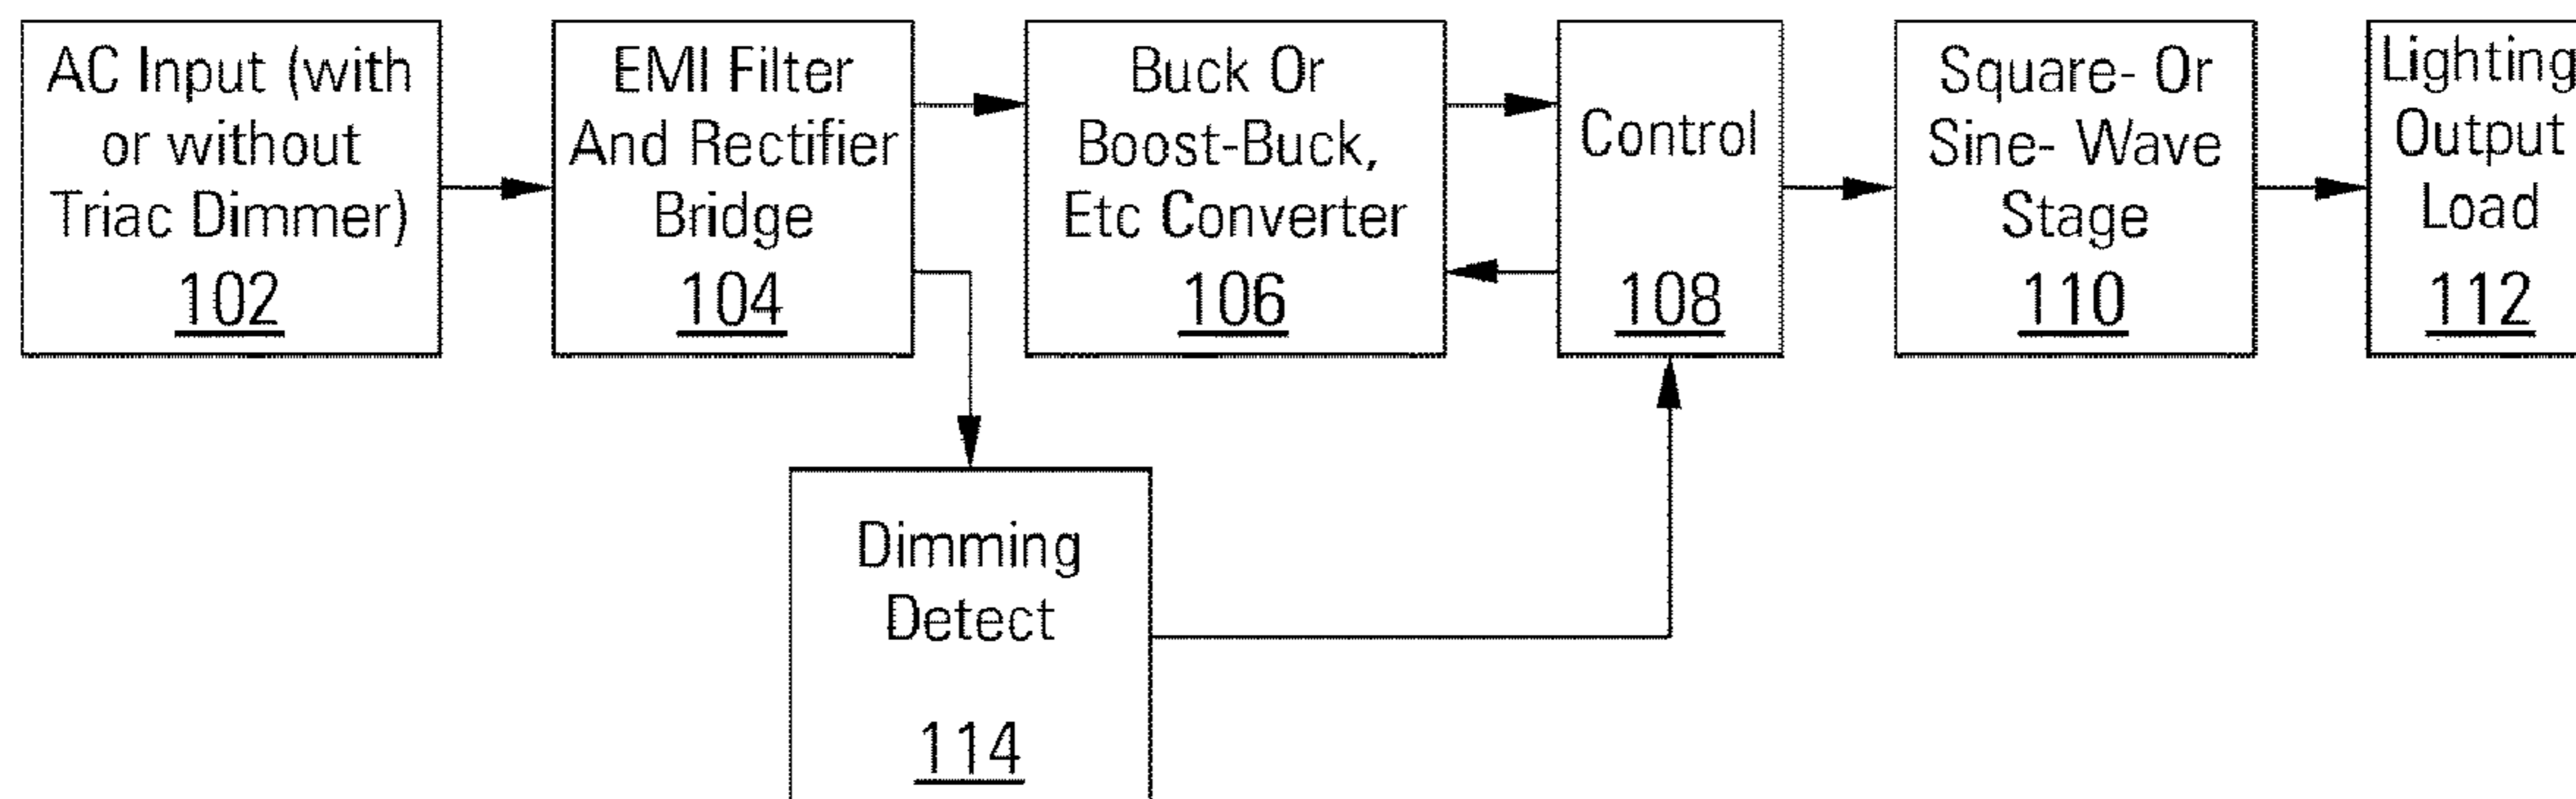 AC Input (with
or without
Triac Dimmer)
102
EMI Filter
And Rectifier
Bridge
104
Buck Or
Boost-Buck,
Etc Converter
106
Control
108
Square- Or
Sine- Wave
Stage
110
Lighting
Output
Load
112
Dimming
Detect
114